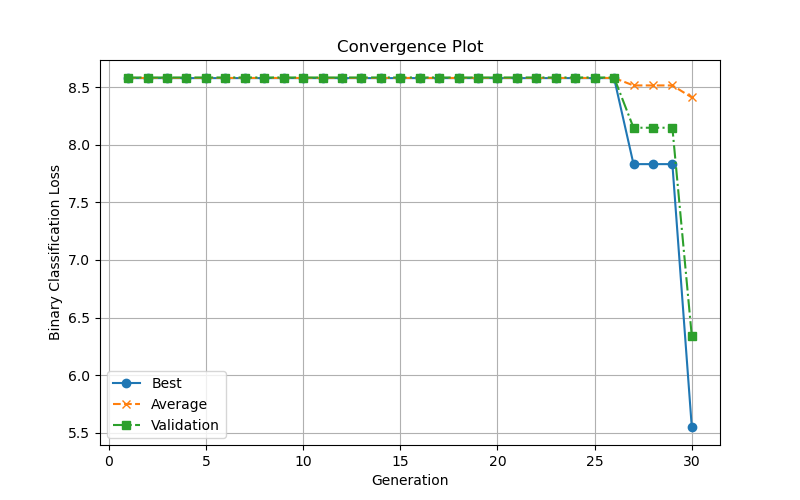 Convergence Plot
Binary Classification Loss
8.5
8.0
7.5
7.0
6.5
6.0
5.5
Best
Average
Validation
0 5 10 15 20 25 30
Generation